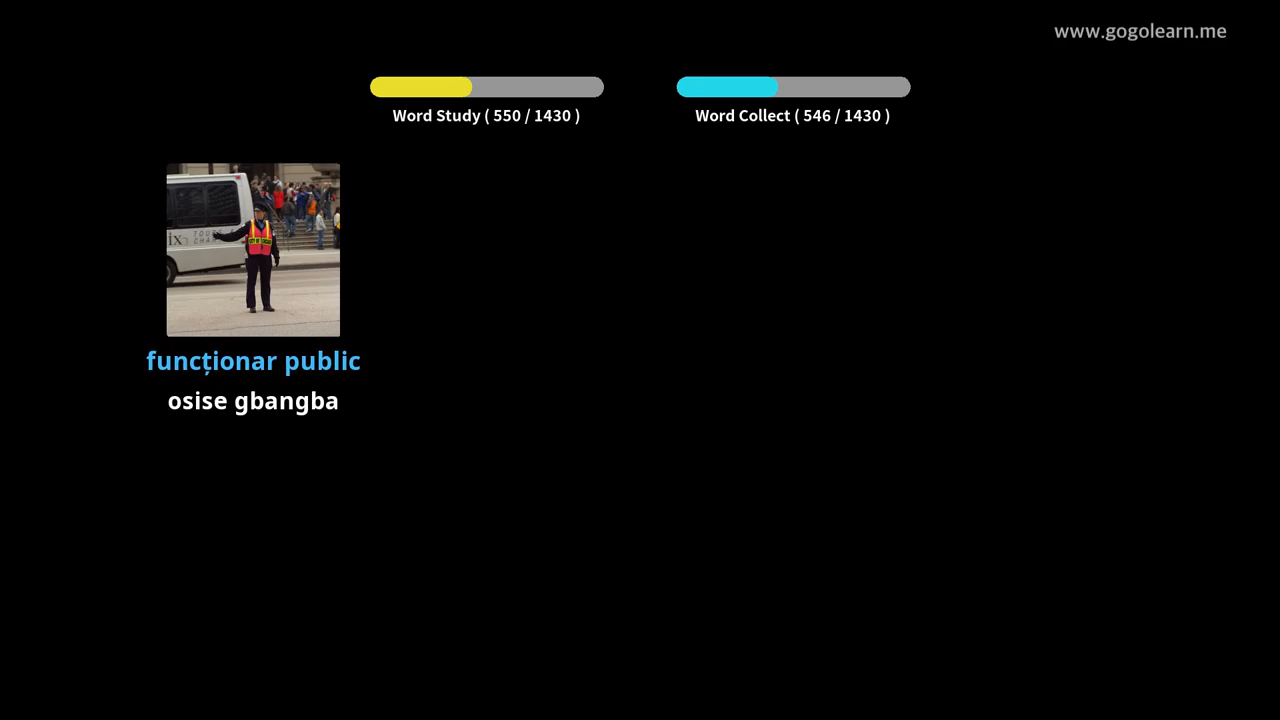 www.gogolearn.me
Word Study ( 550 / 1430 )
Word Collect ( 546 / 1430 )
funcționar public
osise gbangba